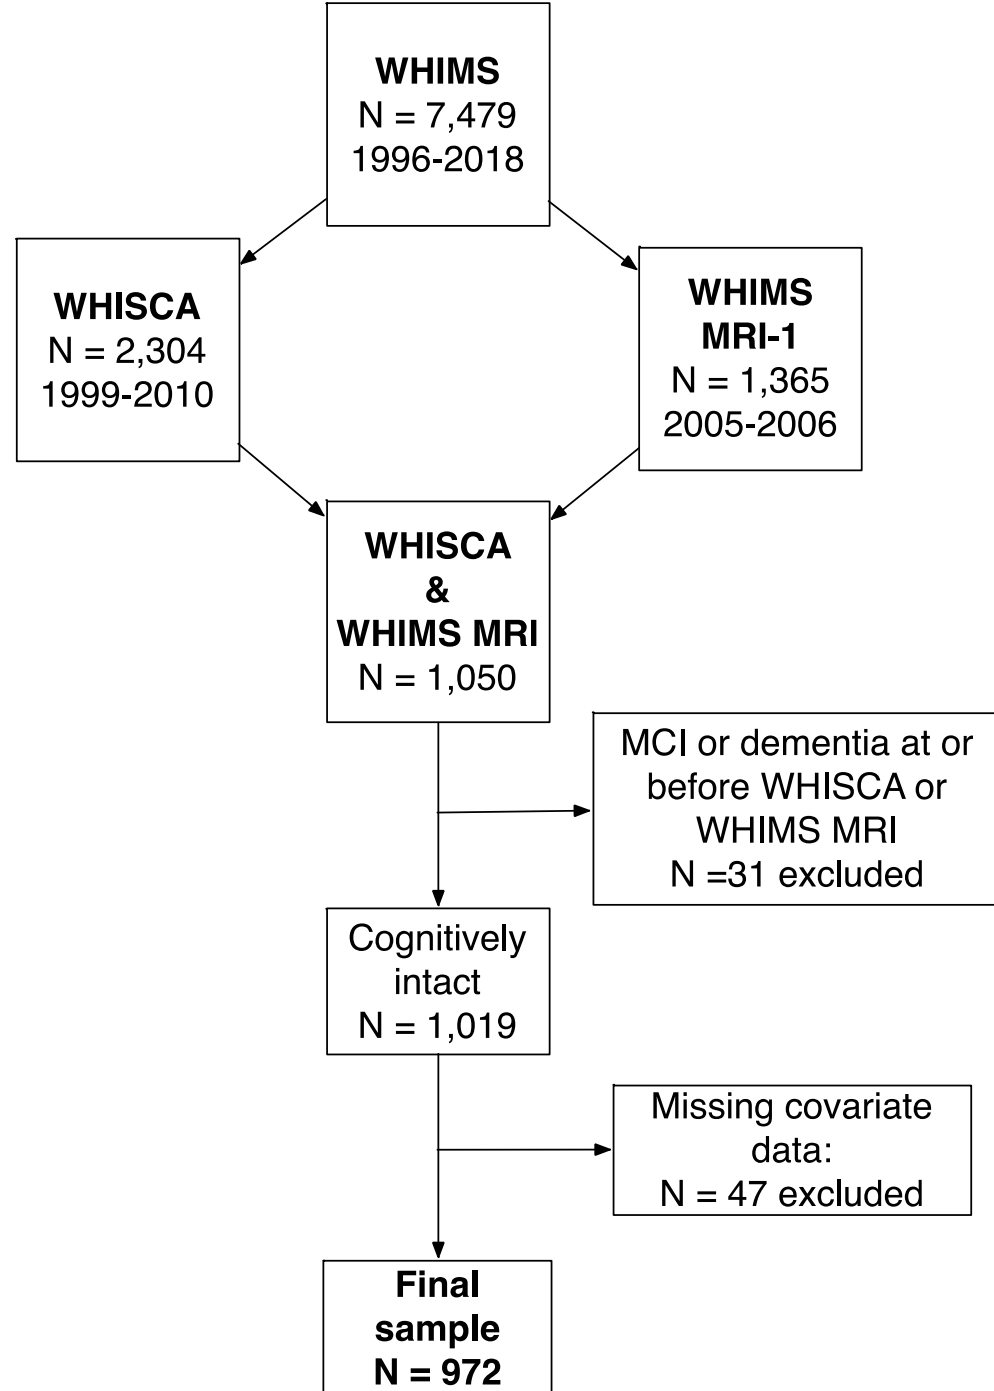 WHIMS
N = 7,479
1996-2018
WHISCA
N = 2,304
1999-2010
WHIMS
MRI-1
N = 1,365
2005-2006
WHISCA
&
WHIMS MRI
N = 1,050
MCI or dementia at or
before WHISCA or
WHIMS MRI
N =31 excluded
Cognitively
intact
N = 1,019
Missing covariate
data:
N = 47 excluded
Final
sample
N = 972